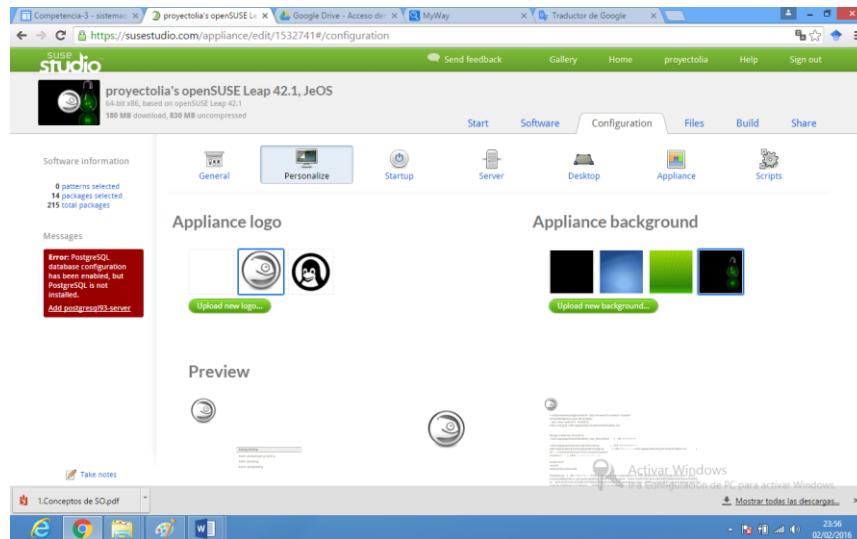 Competencia-3 - sistemac
proyectolia's openSUSE Le
Google Drive - Acceso der
MyWay
Traductor de Google
https://susestudio.com/appliance/edit/1532741#/configuration
suse studio
Send feedback
Gallery
Home
proyectolia
Help
Sign out
proyectolia's openSUSE Leap 42.1, JeOS
64-bit x86, based on openSUSE Leap 42.1
180 MB download, 830 MB uncompressed
Start
Software
Configuration
Files
Build
Share
Software information
0 patterns selected
14 packages selected
215 total packages
Messages
Error: PostgreSQL
database configuration
has been enabled, but
PostgreSQL is not
installed.
Add postgresql93-server
General
Personalize
Startup
Server
Desktop
Appliance
Scripts
Appliance logo
Upload new logo...
Appliance background
Upload new background...
Preview
Take notes
Activar Windows
Ir a Configuración de PC para activar Windows.
1.Conceptos de SO.pdf
Mostrar todas las descargas...
23:56
02/02/2016